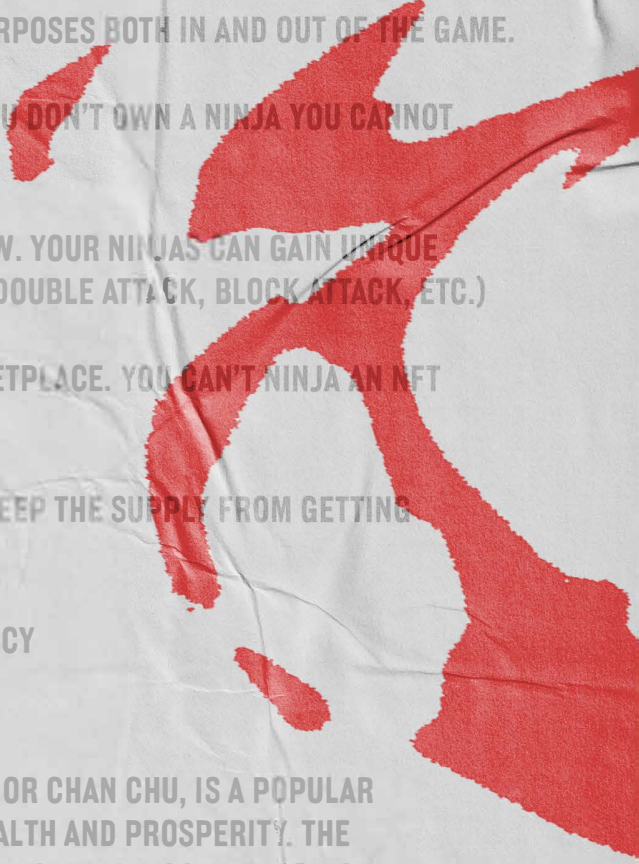 RPOSES BOTH IN AND OUT OF THE GAME.
U DON'T OWN A NINJA YOU CANNOT
W. YOUR NINJAS CAN GAIN UNIQUE
DOUBLE ATTACK, BLOCK ATTACK, ETC.)
ETPLACE. YOU CAN'T NINJA AN NFT
EEP THE SUPPLY FROM GETTING
CY
OR CHAN CHU, IS A POPULAR
ALTH AND PROSPERITY. THE